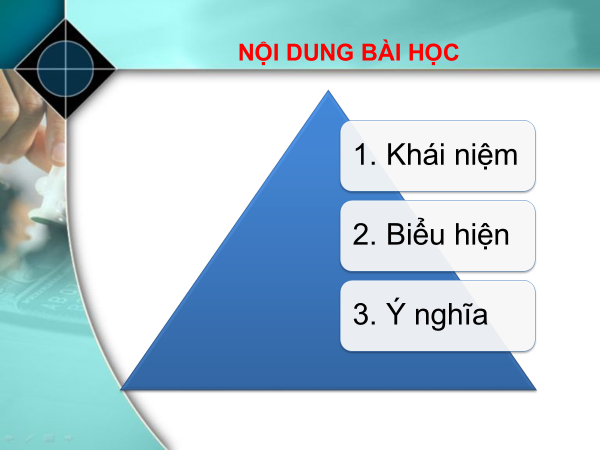 NỘI DUNG BÀI HỌC
1. Khái niệm
2. Biểu hiện
3. Ý nghĩa